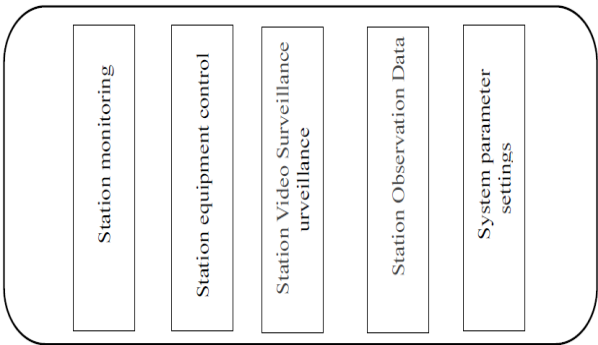 Station monitoring
Station equipment control
Station Video Surveillance
urveillance
Station Observation Data
System parameter
settings